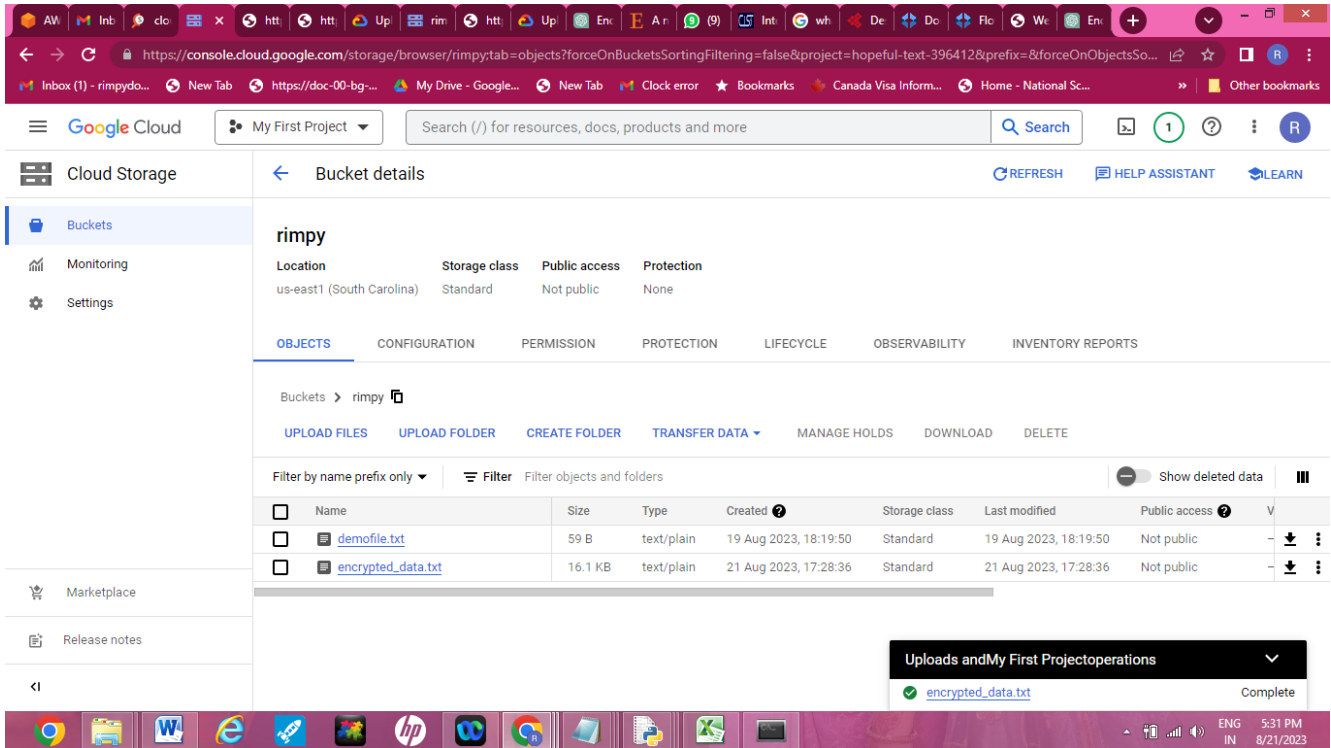 AW Inb clo htt htt Upl rim htt Upl Enc A n (9) Int wh De Do Flo We Enc
https://console.cloud.google.com/storage/browser/rimpy;tab=objects?forceOnBucketsSortingFiltering=false&project=hopeful-text-396412&prefix=&forceOnObjectsSo... R
Inbox (1) - rimpydo... New Tab https://doc-00-bg-... My Drive - Google... New Tab Clock error Bookmarks Canada Visa Inform... Home - National Sc... » Other bookmarks
Google Cloud My First Project Search (/) for resources, docs, products and more Search 1 R
Cloud Storage Bucket details REFRESH HELP ASSISTANT LEARN
Buckets
Monitoring
Settings
rimpy
Location Storage class Public access Protection
us-east1 (South Carolina) Standard Not public None
OBJECTS CONFIGURATION PERMISSION PROTECTION LIFECYCLE OBSERVABILITY INVENTORY REPORTS
Buckets > rimpy
UPLOAD FILES UPLOAD FOLDER CREATE FOLDER TRANSFER DATA MANAGE HOLDS DOWNLOAD DELETE
Filter by name prefix only Filter Filter objects and folders Show deleted data
Name Size Type Created Storage class Last modified Public access V
demofile.txt 59 B text/plain 19 Aug 2023, 18:19:50 Standard 19 Aug 2023, 18:19:50 Not public –
encrypted_data.txt 16.1 KB text/plain 21 Aug 2023, 17:28:36 Standard 21 Aug 2023, 17:28:36 Not public –
Marketplace
Release notes
Uploads andMy First Projectoperations
encrypted_data.txt Complete
ENG 5:31 PM
IN 8/21/2023